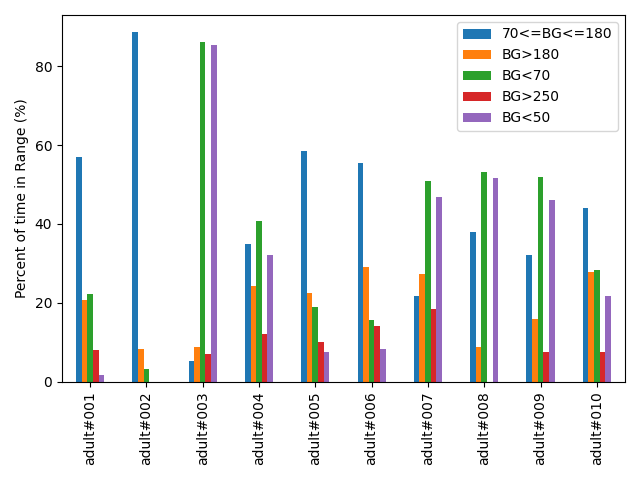 70<=BG<=180
BG>180
BG<70
BG>250
BG<50
Percent of time in Range (%)
80
60
40
20
0
adult#001
adult#002
adult#003
adult#004
adult#005
adult#006
adult#007
adult#008
adult#009
adult#010